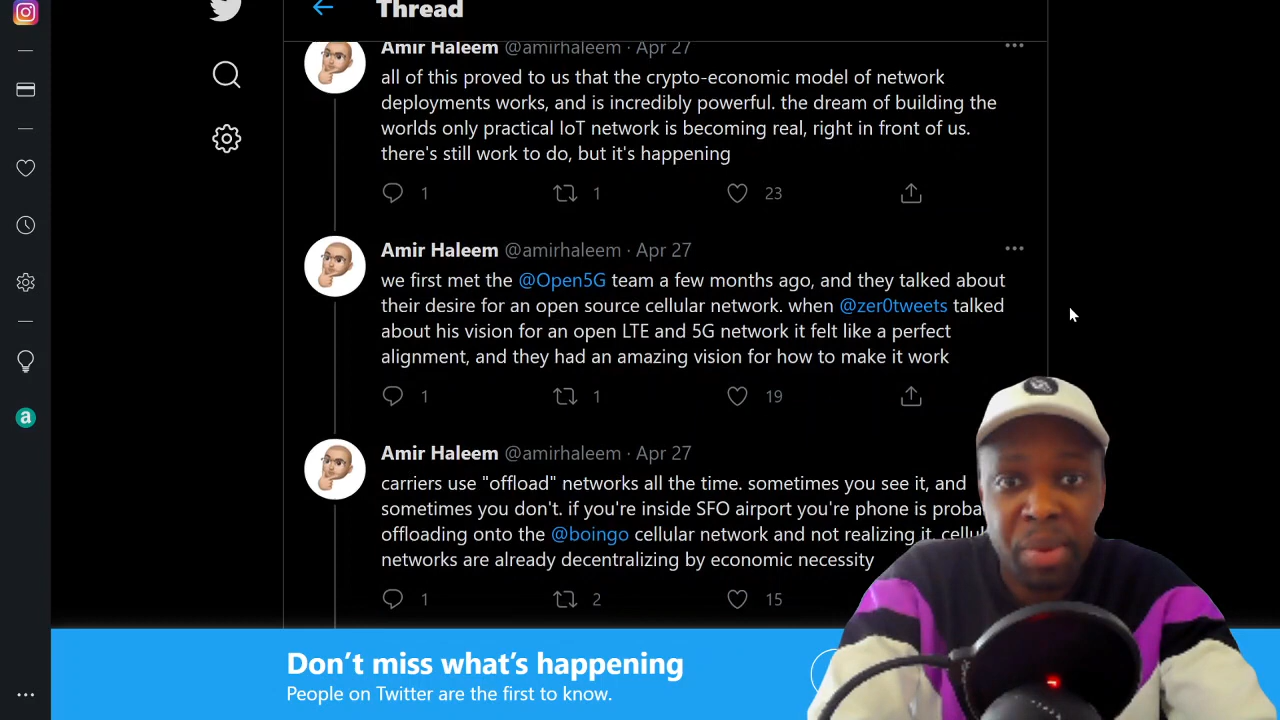 Thread
Amir Haleem @amirhaleem · Apr 27
all of this proved to us that the crypto-economic model of network
deployments works, and is incredibly powerful. the dream of building the
worlds only practical IoT network is becoming real, right in front of us.
there's still work to do, but it's happening
1 1 23
Amir Haleem @amirhaleem · Apr 27
we first met the @Open5G team a few months ago, and they talked about
their desire for an open source cellular network. when @zer0tweets talked
about his vision for an open LTE and 5G network it felt like a perfect
alignment, and they had an amazing vision for how to make it work
1 1 19
Amir Haleem @amirhaleem · Apr 27
carriers use "offload" networks all the time. sometimes you see it, and
sometimes you don't. if you're inside SFO airport you're phone is
offloading onto the @boingo cellular network and not realizing it.
networks are already decentralizing by economic necessity
1 2 15
Don't miss what's happening
People on Twitter are the first to know.
a